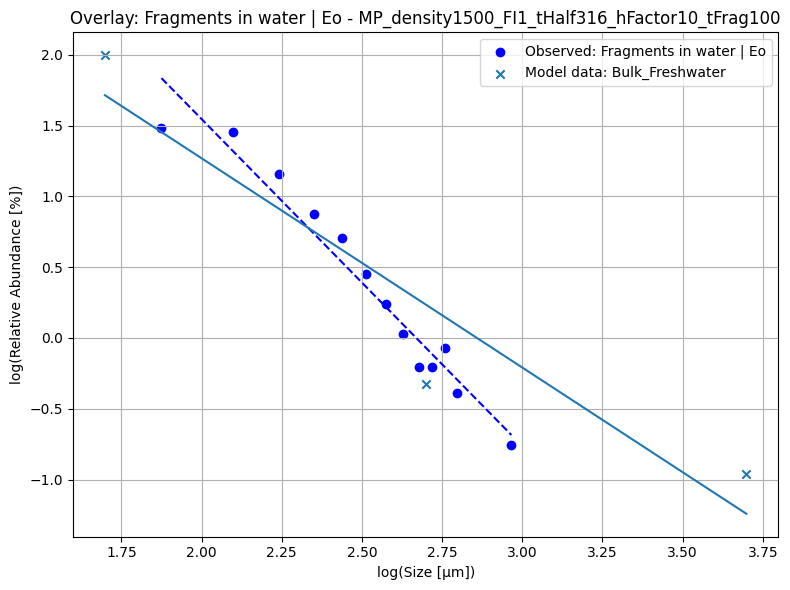 Overlay: Fragments in water | Eo - MP_density1500_FI1_tHalf316_hFactor10_tFrag100
Observed: Fragments in water | Eo
Model data: Bulk_Freshwater
log(Relative Abundance [%])
2.0
1.5
1.0
0.5
0.0
−0.5
−1.0
1.75 2.00 2.25 2.50 2.75 3.00 3.25 3.50 3.75
log(Size [μm])